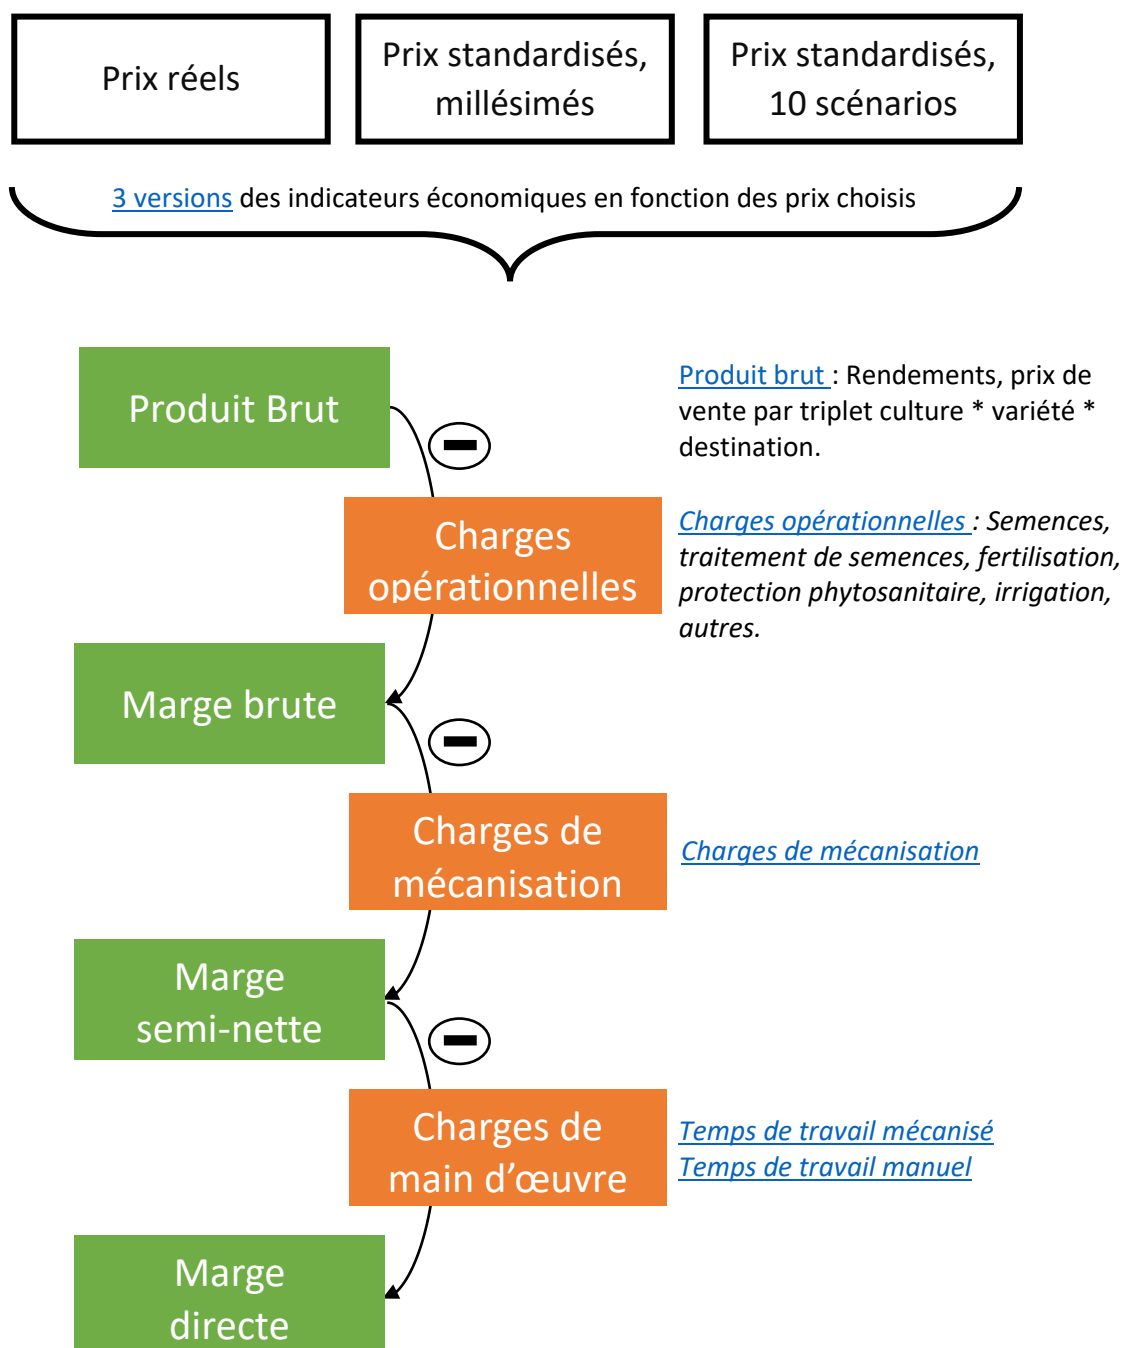 Prix réels
Prix standardisés,
millésimés
Prix standardisés,
10 scénarios
3 versions des indicateurs économiques en fonction des prix choisis
Produit Brut
Produit brut : Rendements, prix de
vente par triplet culture * variété *
destination.
Charges
opérationnelles
Charges opérationnelles : Semences,
traitement de semences, fertilisation,
protection phytosanitaire, irrigation,
autres.
Marge brute
Charges de
mécanisation
Charges de mécanisation
Marge
semi-nette
Charges de
main d’œuvre
Temps de travail mécanisé
Temps de travail manuel
Marge
directe